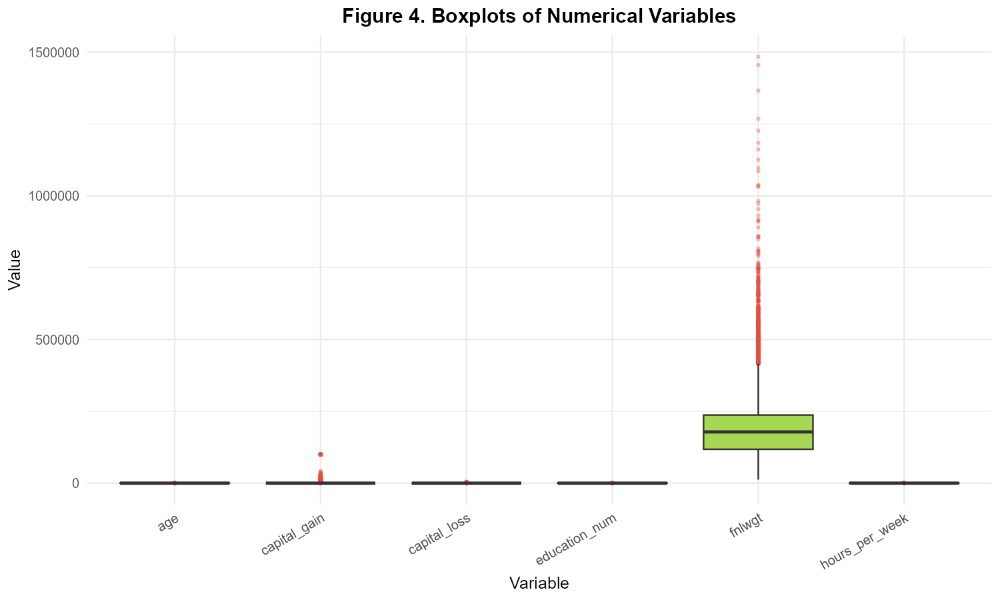 Figure 4. Boxplots of Numerical Variables
1500000
1000000
500000
0
Value
age
capital_gain
capital_loss
education_num
fnlwgt
hours_per_week
Variable